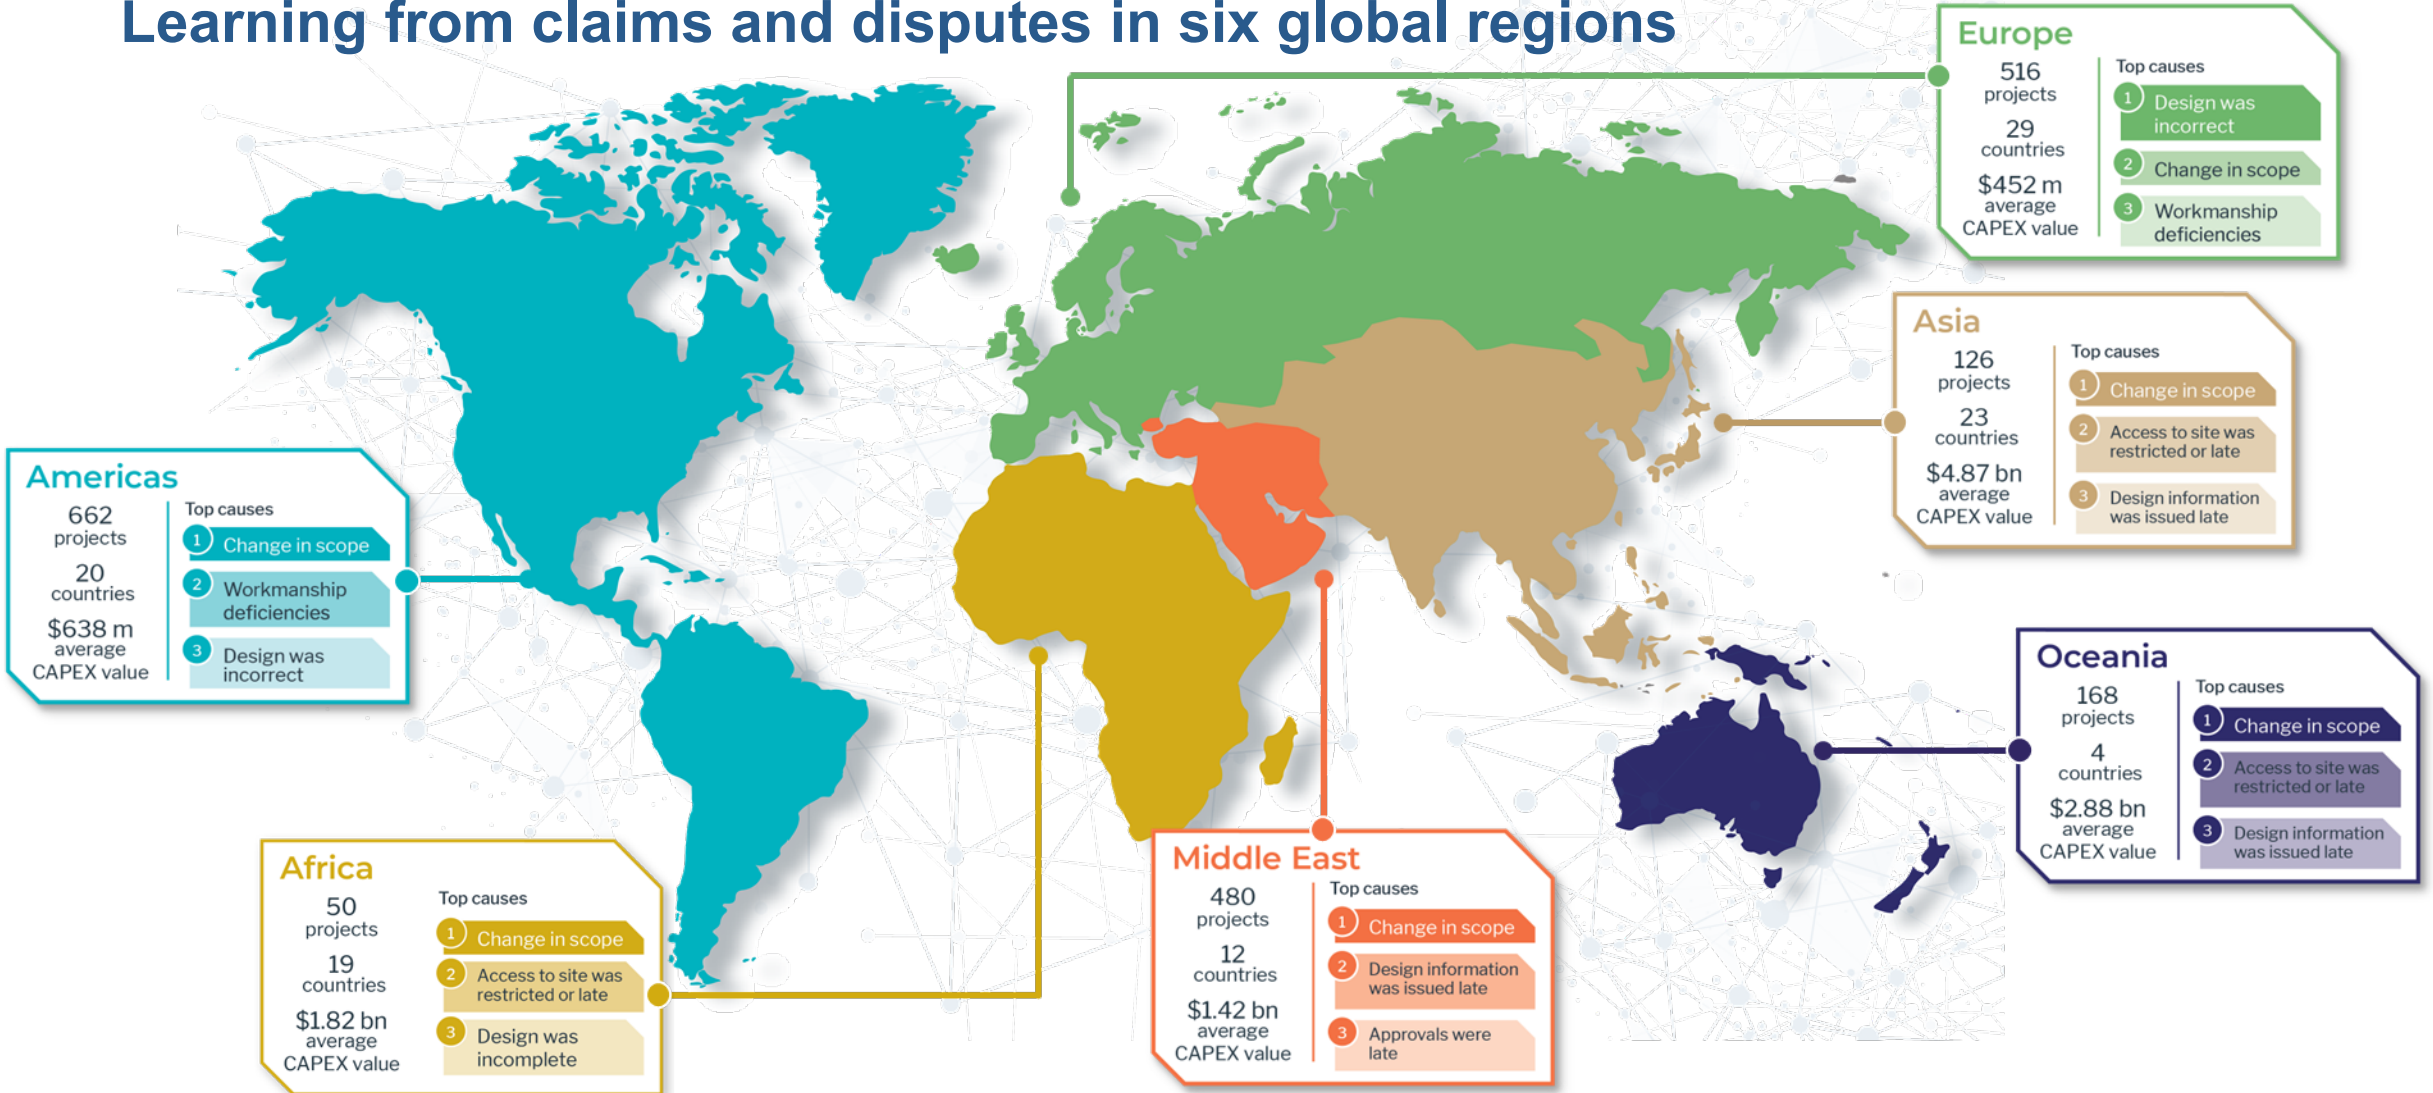 Learning from claims and disputes in six global regions
Europe
516
projects
29
countries
$452 m
average
CAPEX value
Top causes
1
Design was
incorrect
2
Change in scope
3
Workmanship
deficiencies
Asia
126
projects
23
countries
$4.87 bn
average
CAPEX value
Top causes
1
Change in scope
2
Access to site was
restricted or late
3
Design information
was issued late
Americas
662
projects
20
countries
$638 m
average
CAPEX value
Top causes
1
Change in scope
2
Workmanship
deficiencies
3
Design was
incorrect
Oceania
168
projects
4
countries
$2.88 bn
average
CAPEX value
Top causes
1
Change in scope
2
Access to site was
restricted or late
3
Design information
was issued late
Africa
50
projects
19
countries
$1.82 bn
average
CAPEX value
Top causes
1
Change in scope
2
Access to site was
restricted or late
3
Design was
incomplete
Middle East
480
projects
12
countries
$1.42 bn
average
CAPEX value
Top causes
1
Change in scope
2
Design information
was issued late
3
Approvals were
late